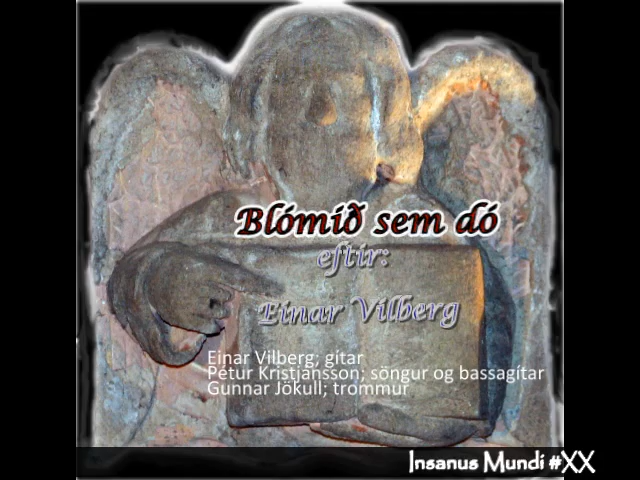 Blómið sem dó
eftir:
Einar Vilberg
Einar Vilberg; gítar
Pétur Kristjánsson; söngur og bassagítar
Gunnar Jökull; trommur
Insanus Mundi #XX